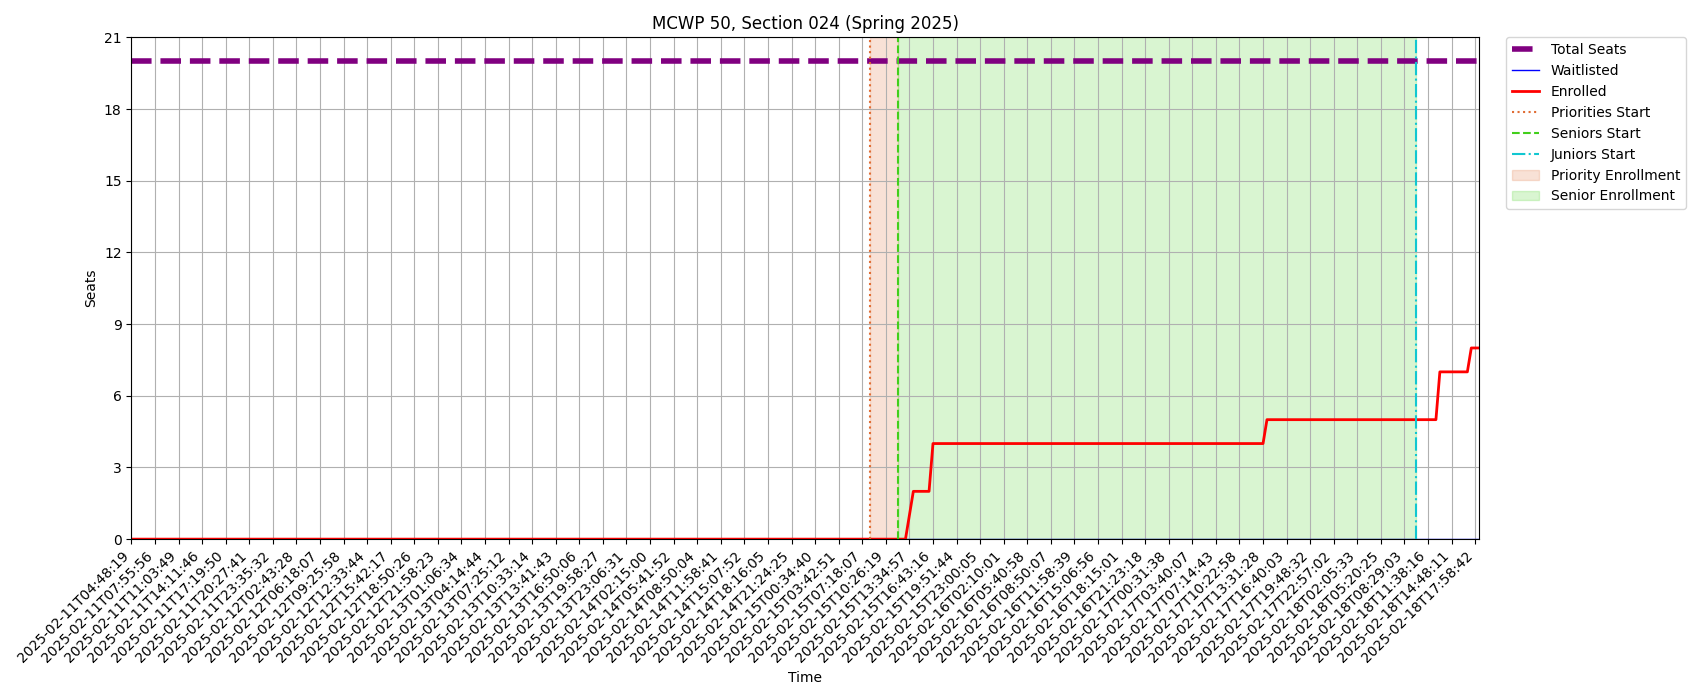 MCWP 50, Section 024 (Spring 2025)
Seats
21
18
15
12
9
6
3
0
2025-02-11T04:48:19
2025-02-11T07:55:56
2025-02-11T11:03:49
2025-02-11T14:11:46
2025-02-11T17:19:50
2025-02-11T20:27:41
2025-02-11T23:35:32
2025-02-12T02:43:28
2025-02-12T06:18:07
2025-02-12T09:25:58
2025-02-12T12:33:44
2025-02-12T15:42:17
2025-02-12T18:50:26
2025-02-12T21:58:23
2025-02-13T01:06:34
2025-02-13T04:14:44
2025-02-13T07:25:12
2025-02-13T10:33:14
2025-02-13T13:41:43
2025-02-13T16:50:06
2025-02-13T19:58:27
2025-02-13T23:06:31
2025-02-14T02:15:00
2025-02-14T05:41:52
2025-02-14T08:50:04
2025-02-14T11:58:41
2025-02-14T15:07:52
2025-02-14T18:16:05
2025-02-14T21:24:25
2025-02-15T00:34:40
2025-02-15T03:42:51
2025-02-15T07:18:07
2025-02-15T10:26:19
2025-02-15T13:34:57
2025-02-15T16:43:16
2025-02-15T19:51:44
2025-02-15T23:00:05
2025-02-16T02:10:01
2025-02-16T05:40:58
2025-02-16T08:50:07
2025-02-16T11:58:39
2025-02-16T15:06:56
2025-02-16T18:15:01
2025-02-16T21:23:18
2025-02-17T00:31:38
2025-02-17T03:40:07
2025-02-17T07:14:43
2025-02-17T10:22:58
2025-02-17T13:31:28
2025-02-17T16:40:03
2025-02-17T19:48:32
2025-02-17T22:57:02
2025-02-18T02:05:33
2025-02-18T05:20:25
2025-02-18T08:29:03
2025-02-18T11:38:16
2025-02-18T14:48:11
2025-02-18T17:58:42
Time
Total Seats
Waitlisted
Enrolled
Priorities Start
Seniors Start
Juniors Start
Priority Enrollment
Senior Enrollment